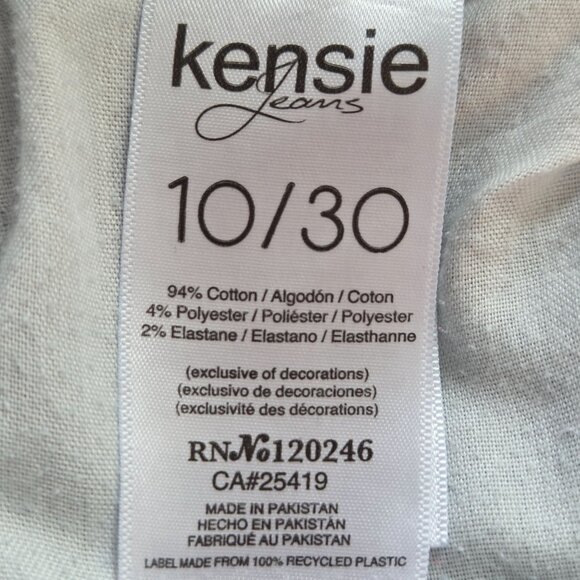 kensie
Jeans
10/30
94% Cotton / Algodón / Coton
4% Polyester / Poliéster / Polyester
2% Elastane / Elastano / Elasthanne
(exclusive of decorations)
(exclusivo de decoraciones)
(exclusivité des décorations)
RN No 120246
CA#25419
MADE IN PAKISTAN
HECHO EN PAKISTÁN
FABRIQUÉ AU PAKISTAN
LABEL MADE FROM 100% RECYCLED PLASTIC